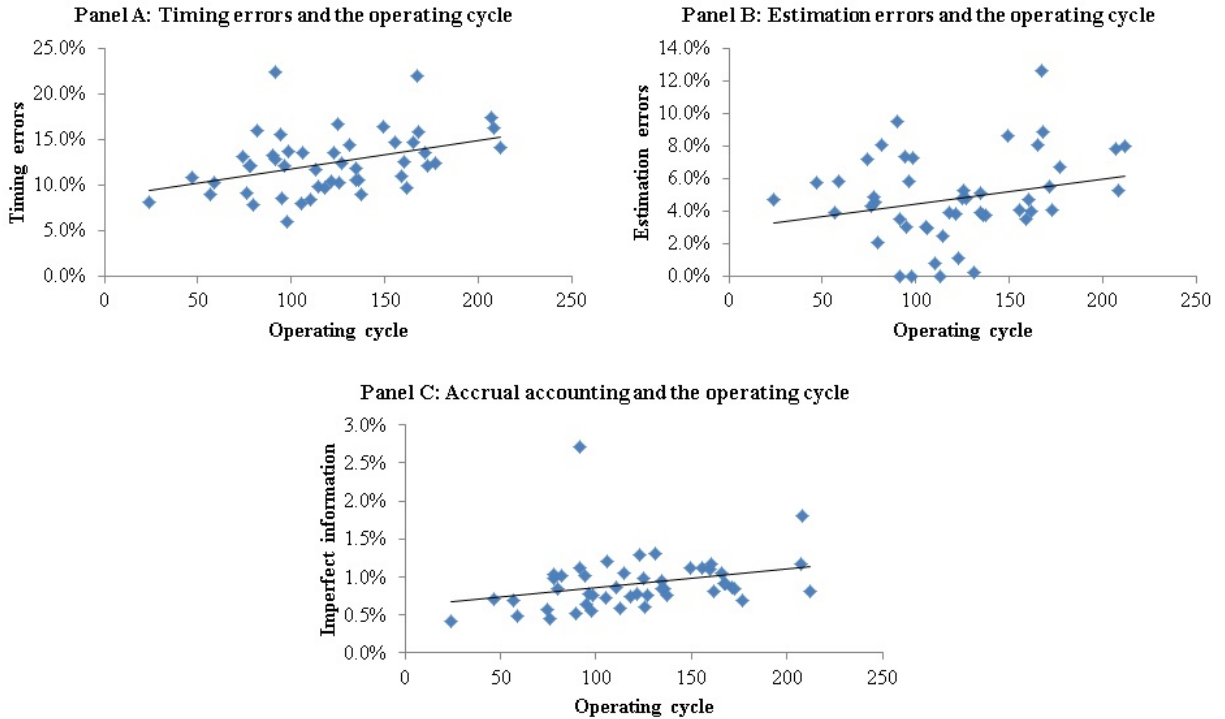 Panel A: Timing errors and the operating cycle
25.0%
20.0%
15.0%
10.0%
5.0%
0.0%
Timing errors
0 50 100 150 200 250
Operating cycle
Panel B: Estimation errors and the operating cycle
14.0%
12.0%
10.0%
8.0%
6.0%
4.0%
2.0%
0.0%
Estimation errors
0 50 100 150 200 250
Operating cycle
Panel C: Accrual accounting and the operating cycle
3.0%
2.5%
2.0%
1.5%
1.0%
0.5%
0.0%
Imperfect information
0 50 100 150 200 250
Operating cycle